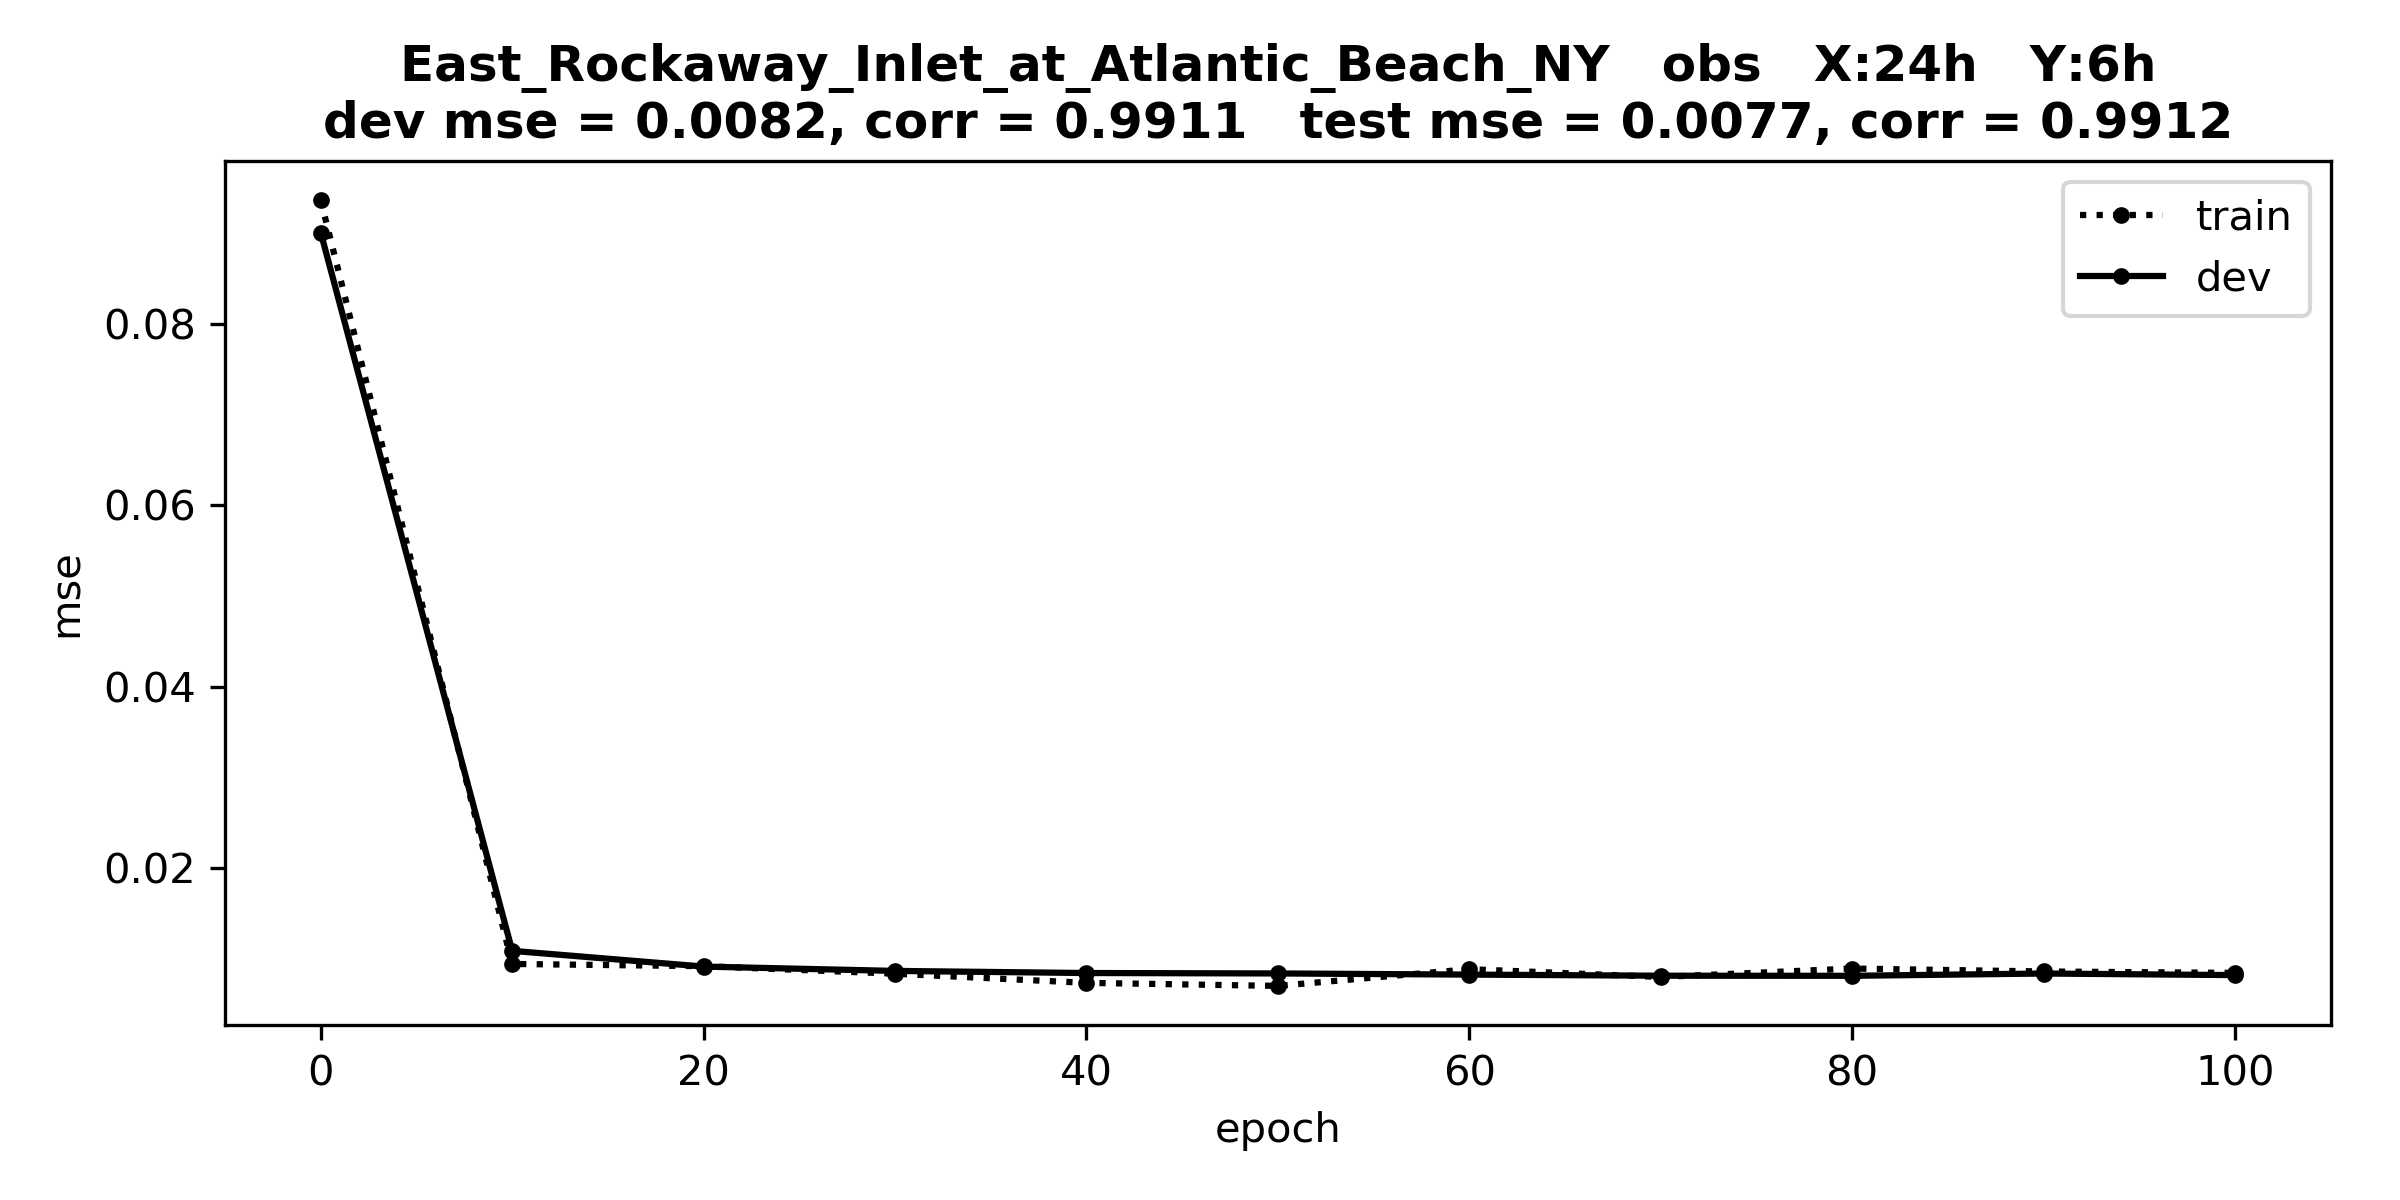 East_Rockaway_Inlet_at_Atlantic_Beach_NY   obs   X:24h   Y:6h
dev mse = 0.0082, corr = 0.9911   test mse = 0.0077, corr = 0.9912
train
dev
0.08
0.06
0.04
0.02
mse
0 20 40 60 80 100
epoch